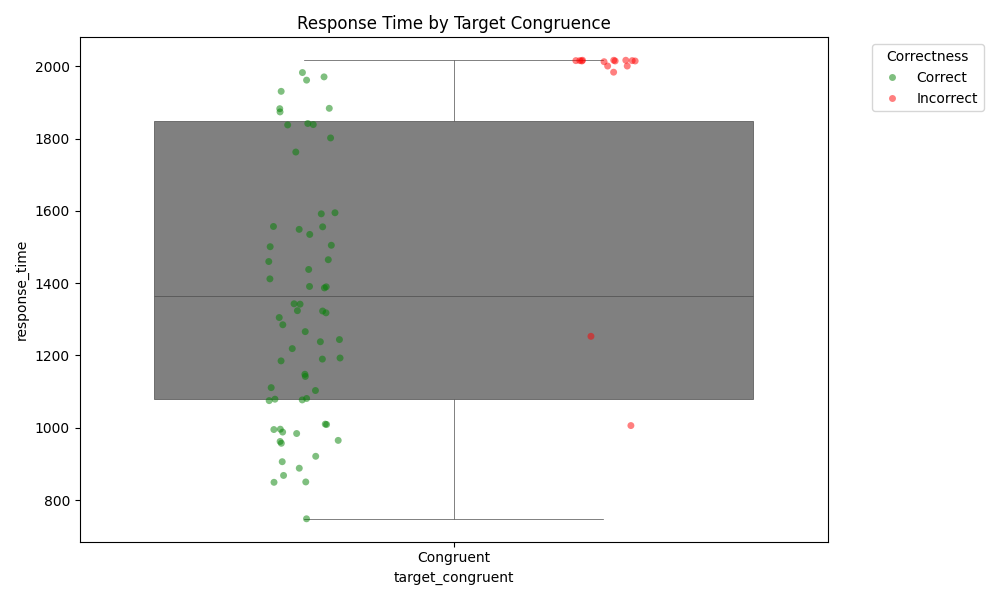 Response Time by Target Congruence
Correctness
Correct
Incorrect
response_time
2000
1800
1600
1400
1200
1000
800
Congruent
target_congruent